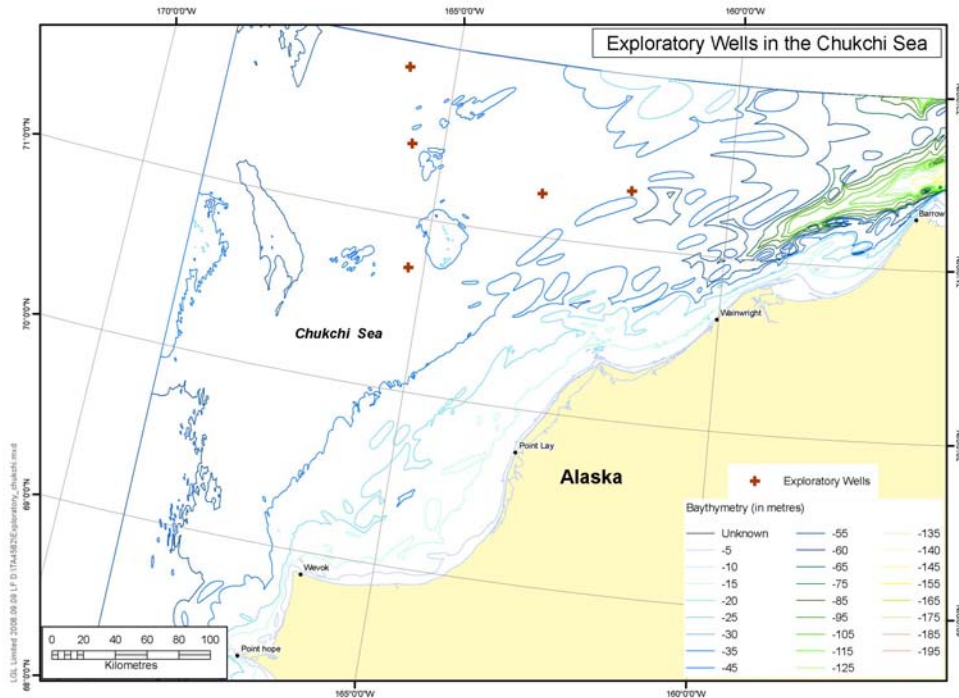 170°0'0"W
165°0'0"W
160°0'0"W
Exploratory Wells in the Chukchi Sea
71°0'0"N
70°0'0"N
69°0'0"N
68°0'0"N
Barrow
Wainwright
Chukchi Sea
Point Lay
Alaska
Wevok
Point hope
Exploratory Wells
Baythymetry (in metres)
Unknown
-5
-10
-15
-20
-25
-30
-35
-45
-55
-60
-65
-75
-85
-95
-105
-115
-125
-135
-140
-145
-155
-165
-175
-185
-195
0 20 40 60 80 100
Kilometres
165°0'0"W
160°0'0"W